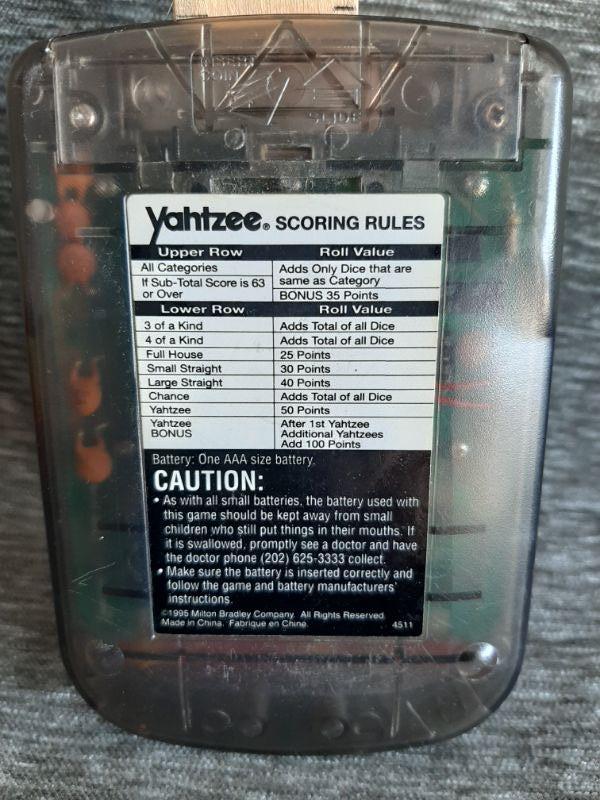 INSERT
COIN
SLIDE
Yahtzee® SCORING RULES
Upper Row Roll Value
All Categories Adds Only Dice that are same as Category
If Sub-Total Score is 63 or Over BONUS 35 Points
Lower Row Roll Value
3 of a Kind Adds Total of all Dice
4 of a Kind Adds Total of all Dice
Full House 25 Points
Small Straight 30 Points
Large Straight 40 Points
Chance Adds Total of all Dice
Yahtzee 50 Points
Yahtzee BONUS After 1st Yahtzee Additional Yahtzees Add 100 Points
Battery: One AAA size battery.
CAUTION:
• As with all small batteries, the battery used with
this game should be kept away from small
children who still put things in their mouths. If
it is swallowed, promptly see a doctor and have
the doctor phone (202) 625-3333 collect.
• Make sure the battery is inserted correctly and
follow the game and battery manufacturers'
instructions.
©1995 Milton Bradley Company. All Rights Reserved.
Made in China. Fabriqué en Chine. 4511